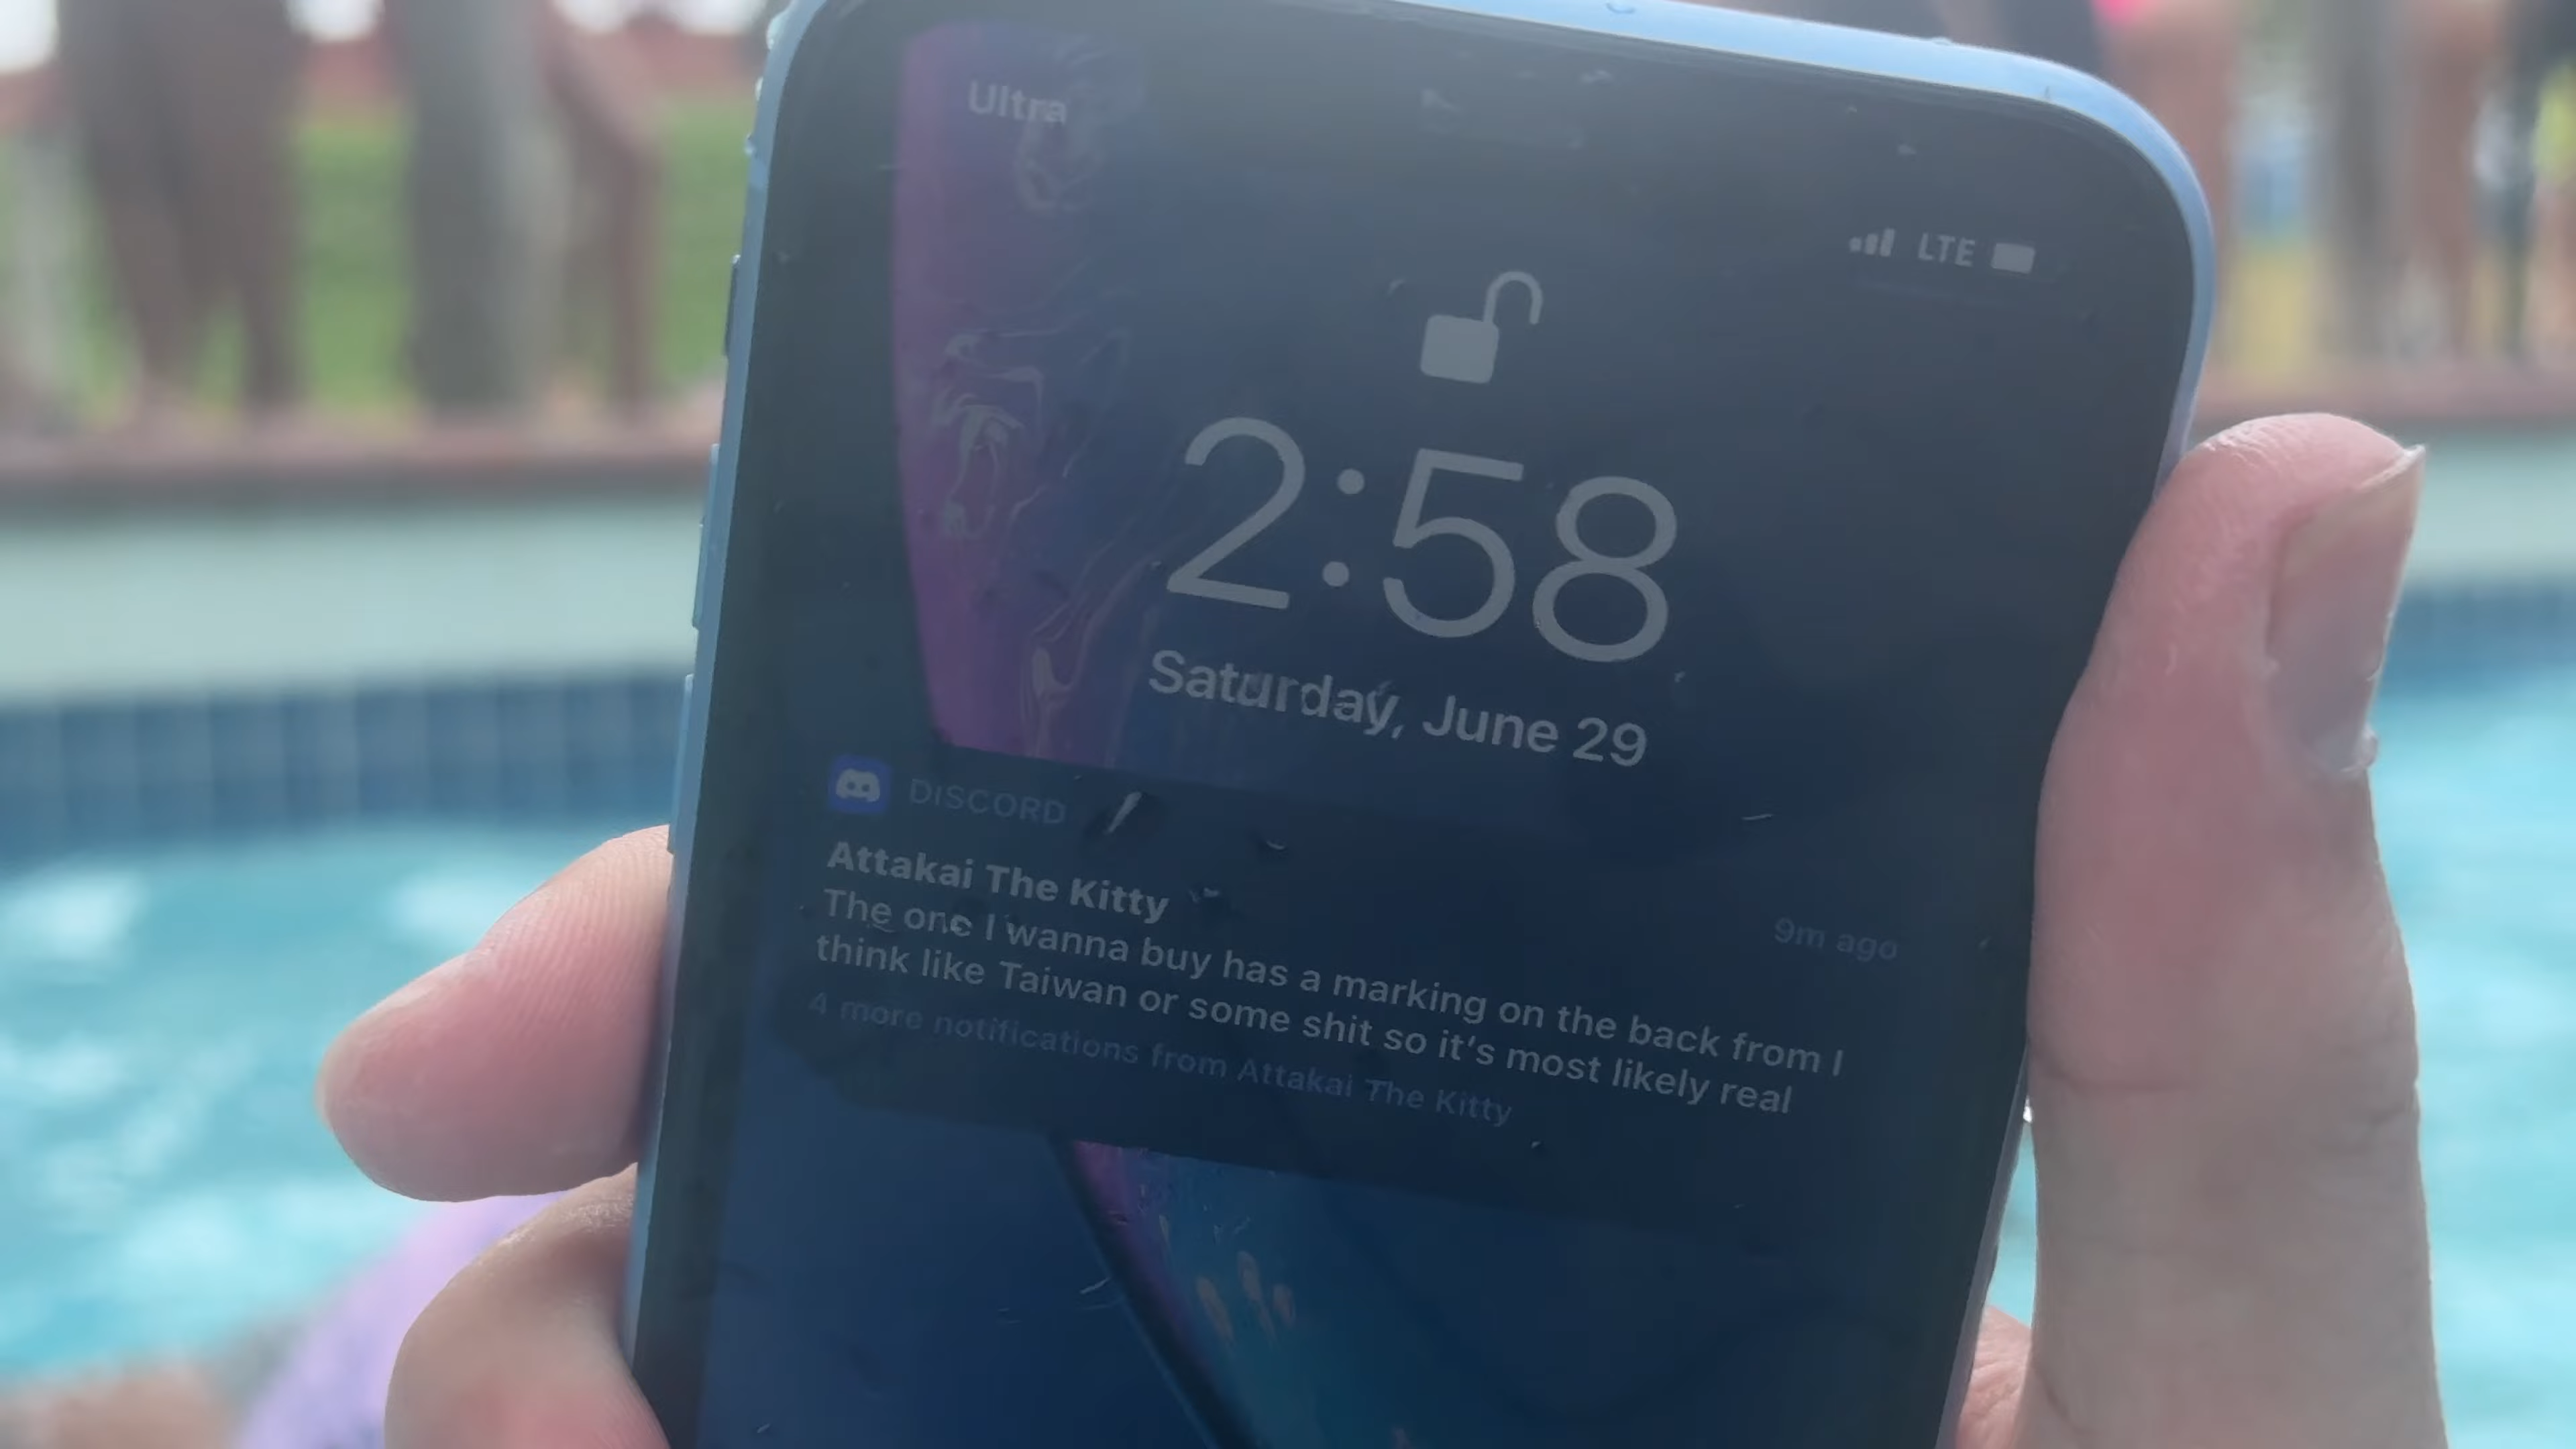 Ultra
LTE
2:58
Saturday, June 29
DISCORD
Attakai The Kitty
9m ago
The one I wanna buy has a marking on the back from I
think like Taiwan or some shit so it's most likely real
4 more notifications from Attakai The Kitty